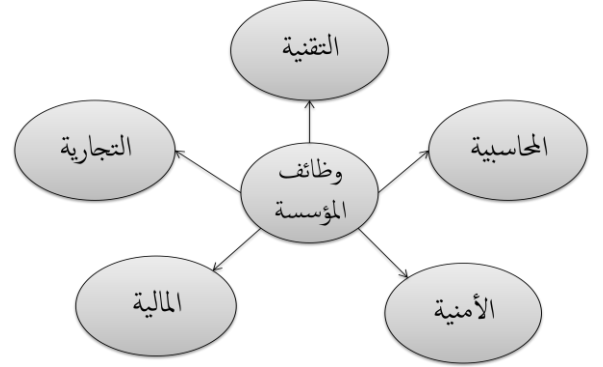 التقنية
المحاسبية
التجارية
وظائف
المؤسسة
الأمنية
المالية